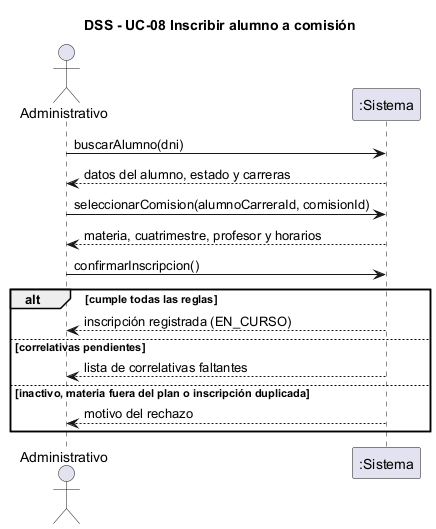 DSS - UC-08 Inscribir alumno a comisión
Administrativo
:Sistema
buscarAlumno(dni)
datos del alumno, estado y carreras
seleccionarComision(alumnoCarreraId, comisionId)
materia, cuatrimestre, profesor y horarios
confirmarInscripcion()
alt [cumple todas las reglas]
inscripción registrada (EN_CURSO)
[correlativas pendientes]
lista de correlativas faltantes
[inactivo, materia fuera del plan o inscripción duplicada]
motivo del rechazo
Administrativo
:Sistema